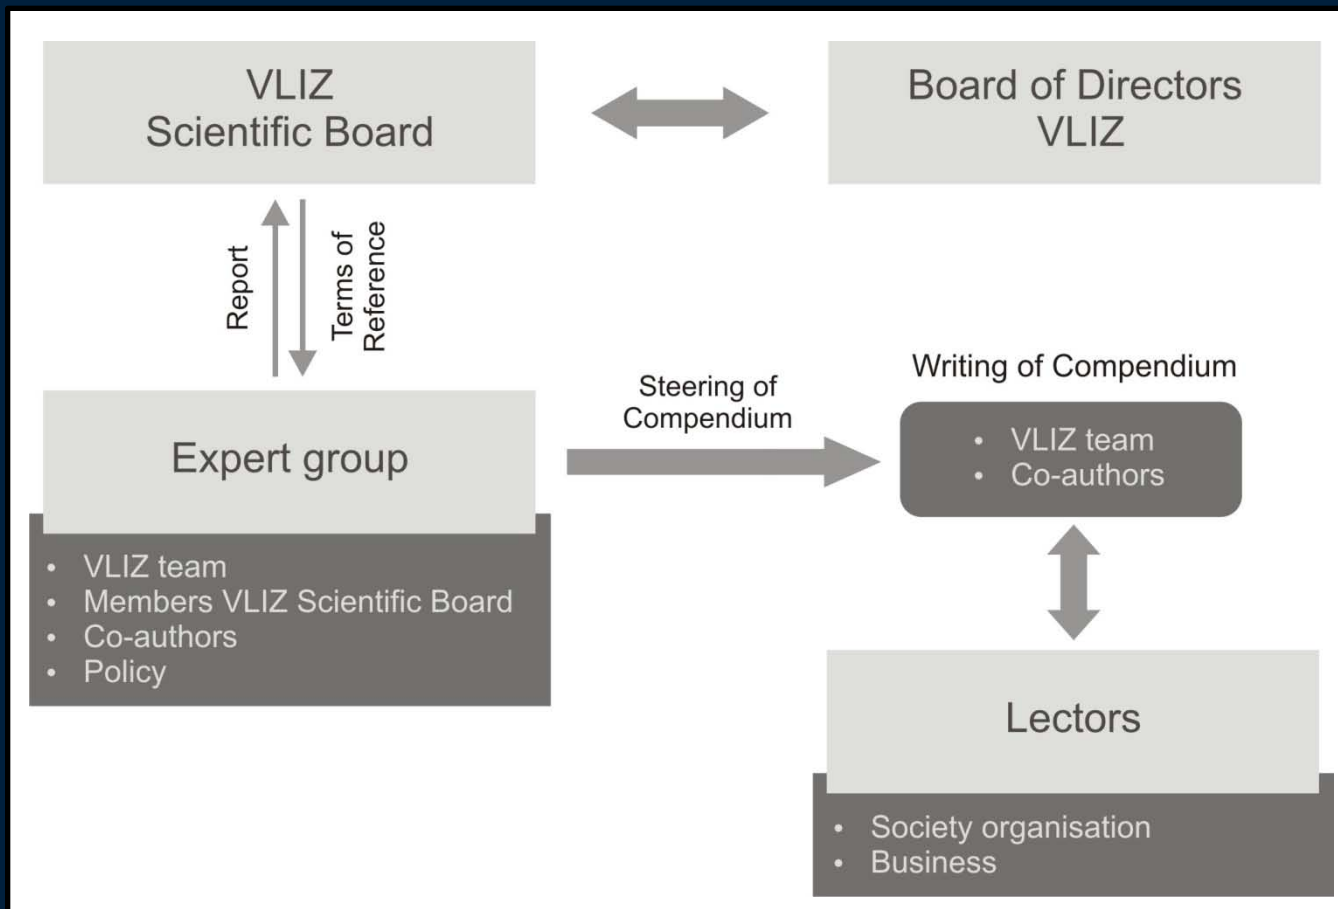 VLIZ
Scientific Board
Board of Directors
VLIZ
Report
Terms of
Reference
Expert group
• VLIZ team
• Members VLIZ Scientific Board
• Co-authors
• Policy
Steering of
Compendium
Writing of Compendium
• VLIZ team
• Co-authors
Lectors
• Society organisation
• Business